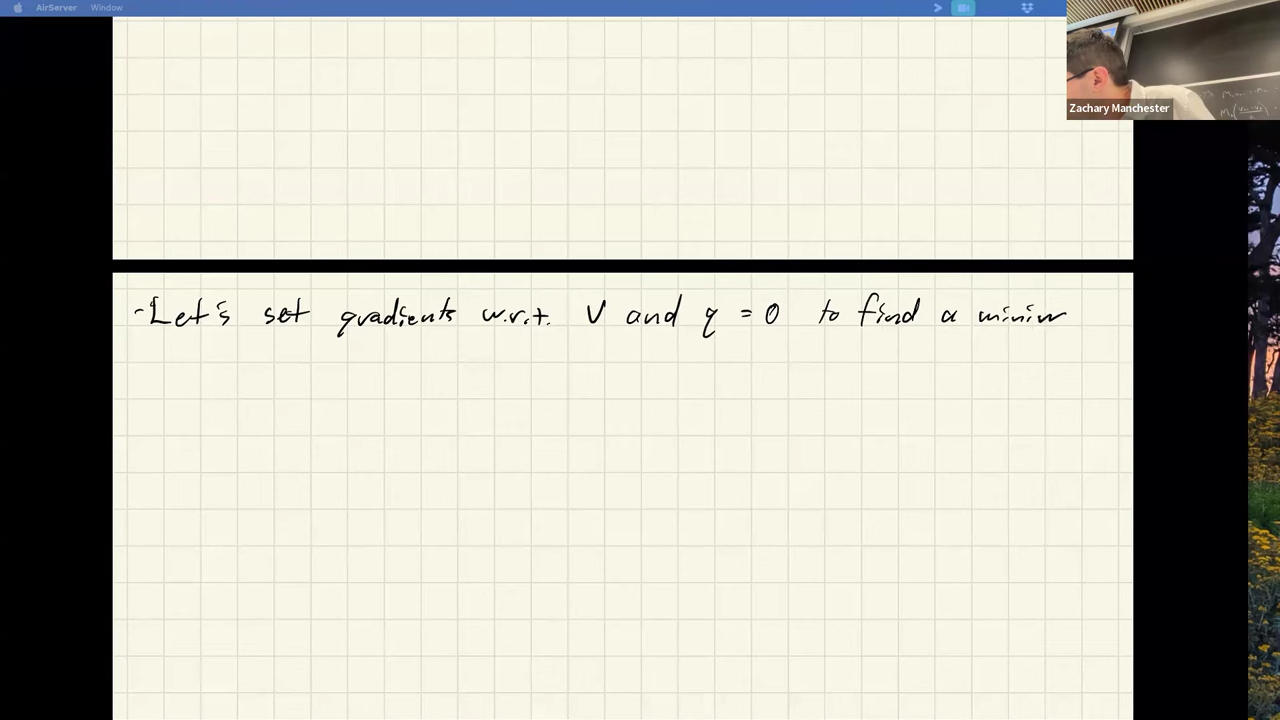 AirServer Window
Zachary Manchester
-Let's set gradients w.r.t. V and q = 0 to find a minim